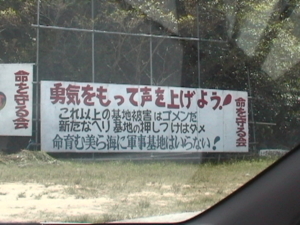 命を守る会
勇気をもって声を上げよう!
これ以上の基地被害はゴメンだ
新たなヘリ基地の押しつけはダメ
命育む美ら海に軍事基地はいらない!
命を守る会